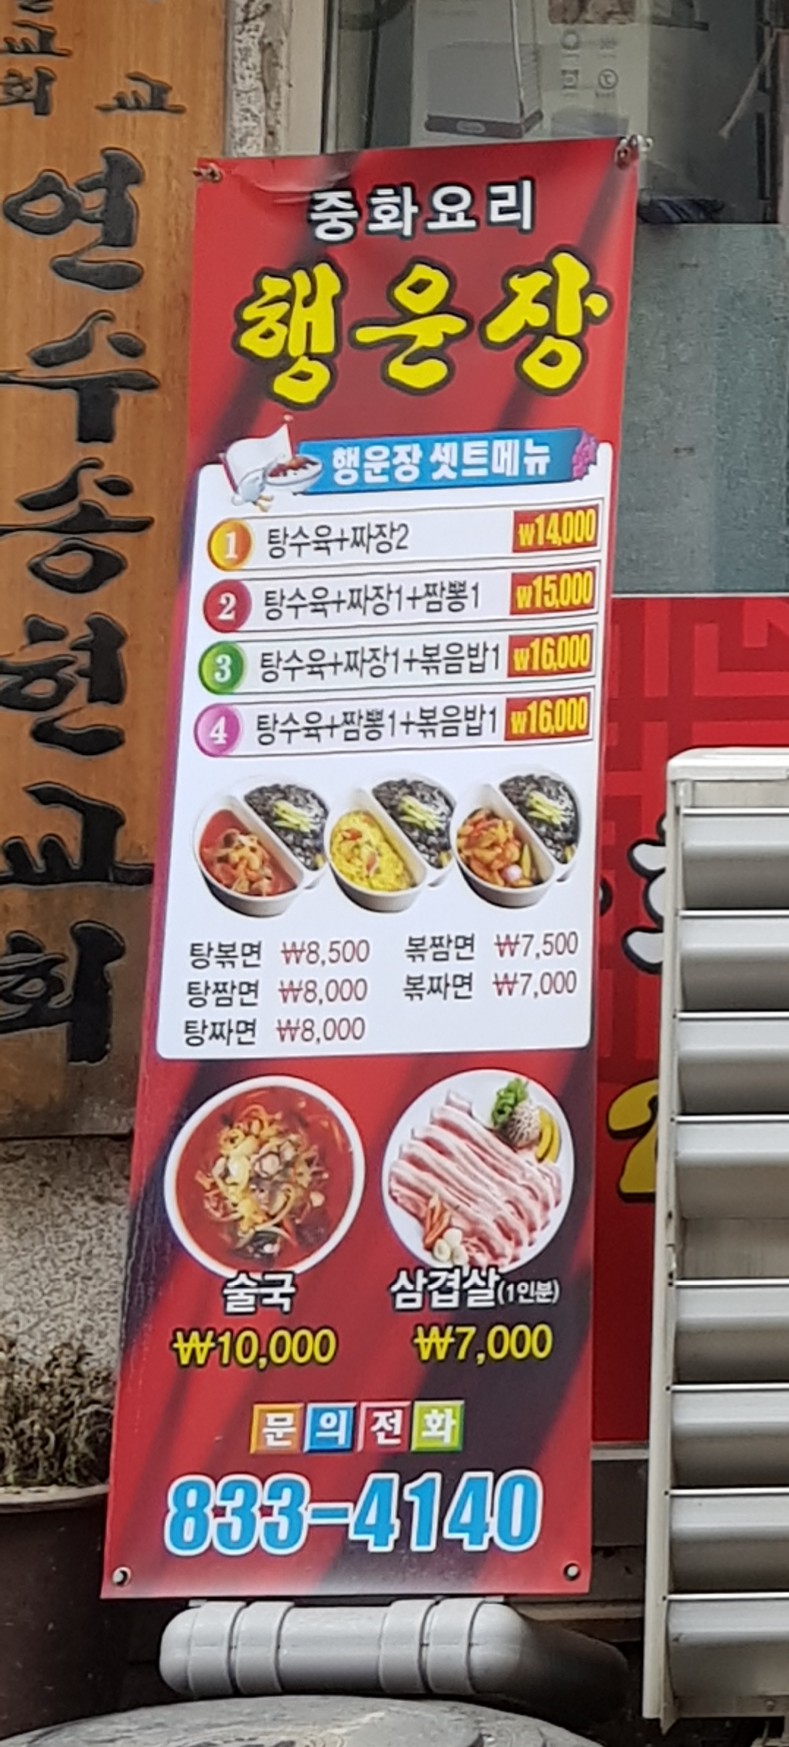 교회
교
연수송현교회
중화요리
행운장
행운장 셋트메뉴
1 탕수육+짜장2 ₩14,000
2 탕수육+짜장1+짬뽕1 ₩15,000
3 탕수육+짜장1+볶음밥1 ₩16,000
4 탕수육+짬뽕1+볶음밥1 ₩16,000
탕볶면 ₩8,500 볶짬면 ₩7,500
탕짬면 ₩8,000 볶짜면 ₩7,000
탕짜면 ₩8,000
술국 삼겹살(1인분)
₩10,000 ₩7,000
문의전화
833-4140